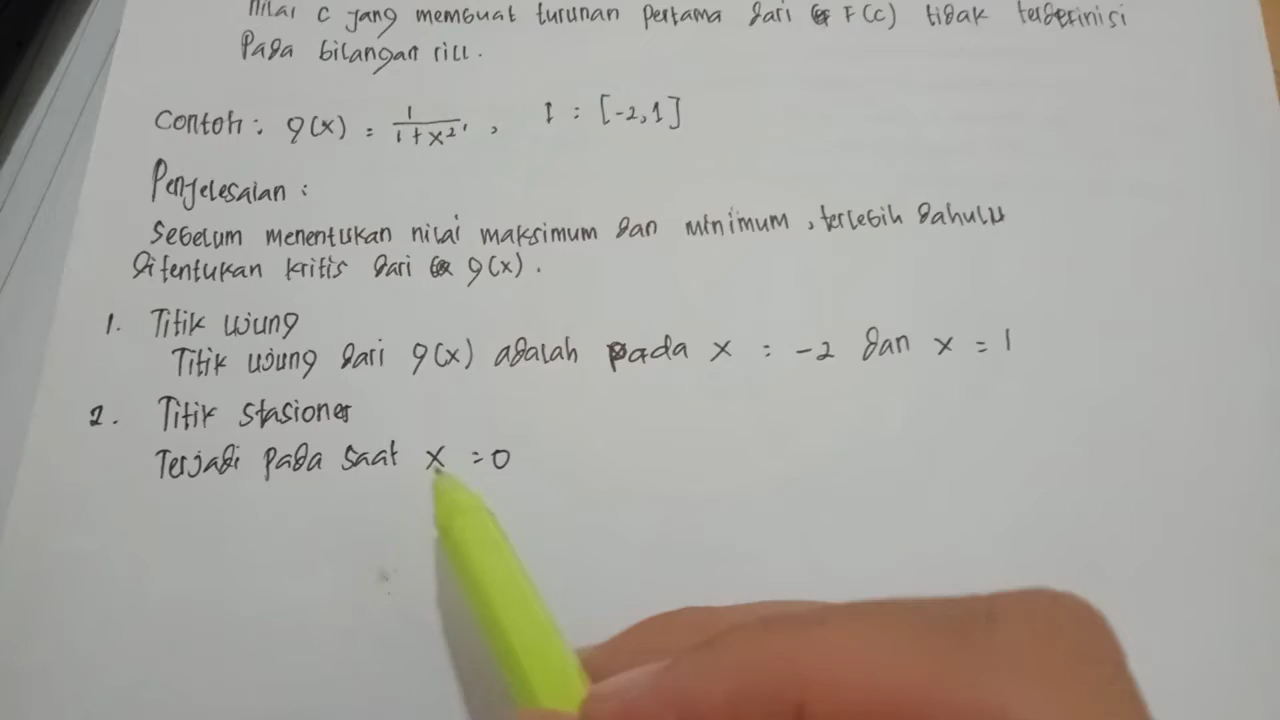 nilai c yang membuat turunan pertama dari F(c) tidak terdefinisi
Pada bilangan rill.
Contoh: g(x) = 1/(1+x²), I : [-2,1]
Penyelesaian :
Sebelum menentukan nilai maksimum dan minimum, terlebih dahulu
ditentukan kritis dari g(x).
1. Titik ujung
Titik ujung dari g(x) adalah pada x = -2 dan x = 1
2. Titik stasioner
Terjadi pada saat x = 0